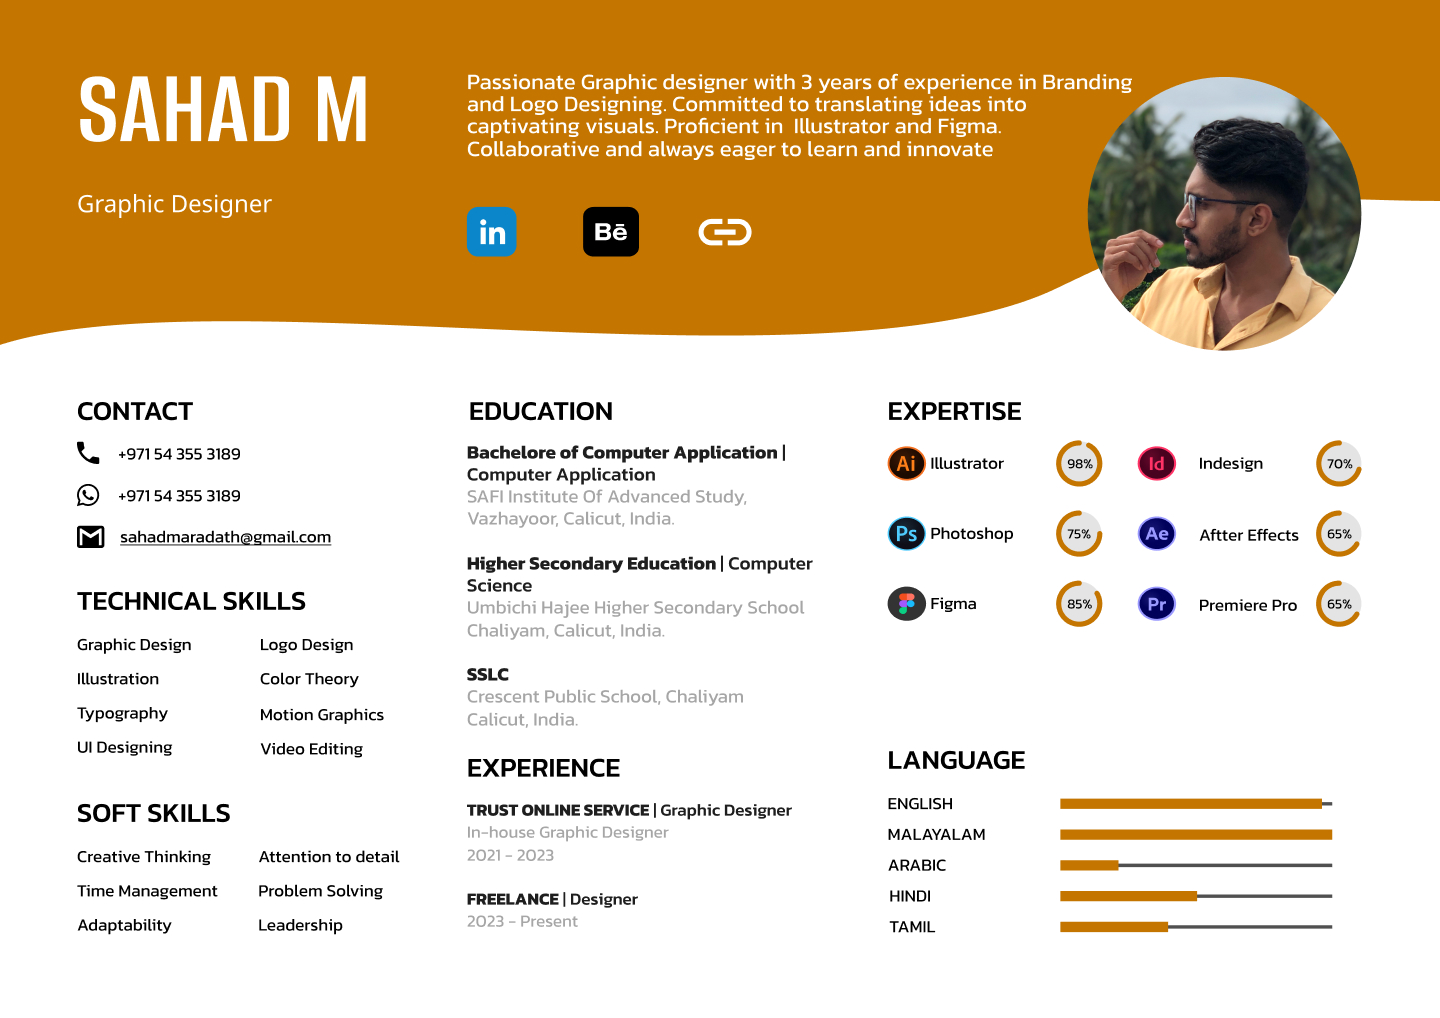 SAHAD M
Graphic Designer
Passionate Graphic designer with 3 years of experience in Branding
and Logo Designing. Committed to translating ideas into
captivating visuals. Proficient in  Illustrator and Figma.
Collaborative and always eager to learn and innovate
in
Bē
CONTACT
+971 54 355 3189
+971 54 355 3189
sahadmaradath@gmail.com
TECHNICAL SKILLS
Graphic Design
Logo Design
Illustration
Color Theory
Typography
Motion Graphics
UI Designing
Video Editing
SOFT SKILLS
Creative Thinking
Attention to detail
Time Management
Problem Solving
Adaptability
Leadership
EDUCATION
Bachelore of Computer Application |
Computer Application
SAFI Institute Of Advanced Study,
Vazhayoor, Calicut, India.
Higher Secondary Education | Computer
Science
Umbichi Hajee Higher Secondary School
Chaliyam, Calicut, India.
SSLC
Crescent Public School, Chaliyam
Calicut, India.
EXPERIENCE
TRUST ONLINE SERVICE | Graphic Designer
In-house Graphic Designer
2021 - 2023
FREELANCE | Designer
2023 - Present
EXPERTISE
Ai Illustrator 98%
Id Indesign 70%
Ps Photoshop 75%
Ae Aftter Effects 65%
Figma 85%
Pr Premiere Pro 65%
LANGUAGE
ENGLISH
MALAYALAM
ARABIC
HINDI
TAMIL